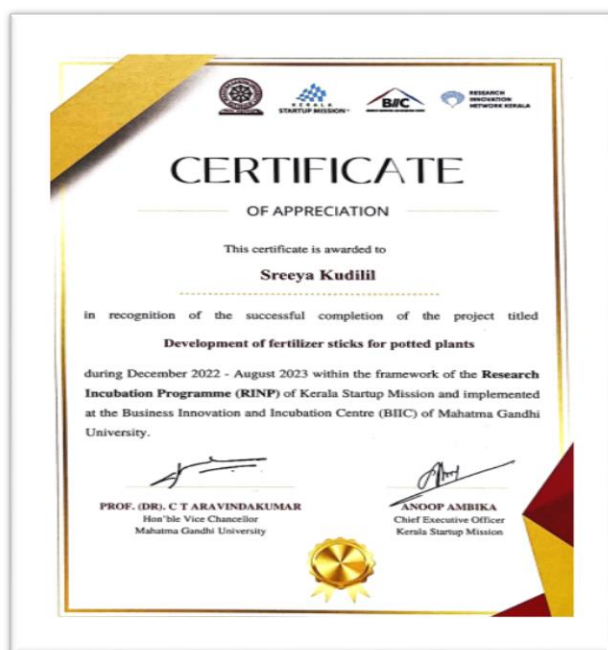 KERALA
STARTUP MISSION
BIIC
RESEARCH
INNOVATION
NETWORK KERALA
CERTIFICATE
OF APPRECIATION
This certificate is awarded to
Sreeya Kudilil
in recognition of the successful completion of the project titled
Development of fertilizer sticks for potted plants
during December 2022 - August 2023 within the framework of the Research
Incubation Programme (RINP) of Kerala Startup Mission and implemented
at the Business Innovation and Incubation Centre (BIIC) of Mahatma Gandhi
University.
PROF. (DR). C T ARAVINDAKUMAR
Hon'ble Vice Chancellor
Mahatma Gandhi University
ANOOP AMBIKA
Chief Executive Officer
Kerala Startup Mission